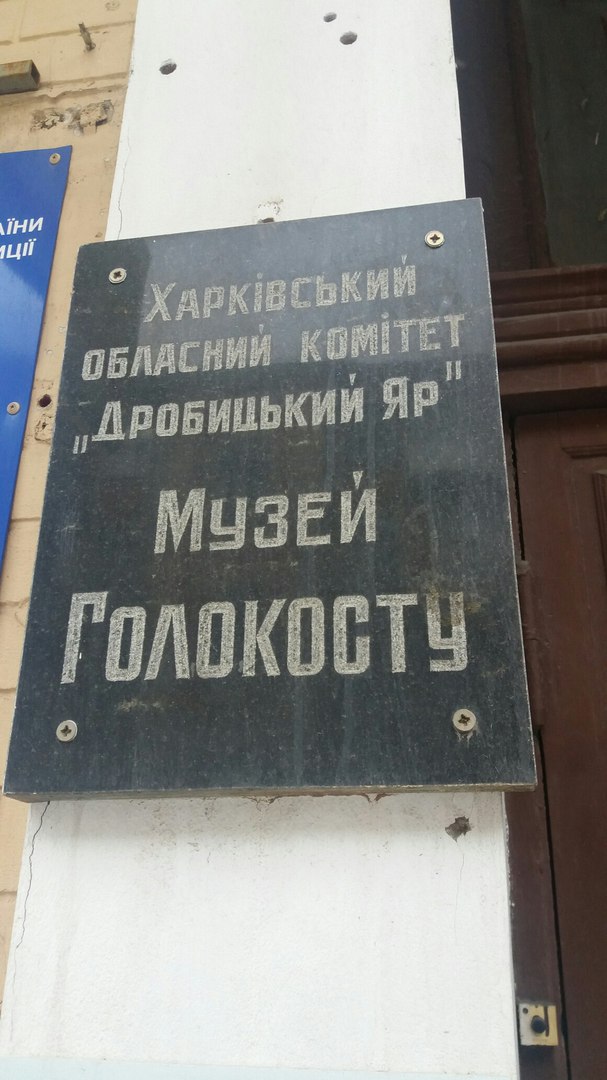 Харківський
обласний комітет
„Дробицький Яр"
Музей
Голокосту